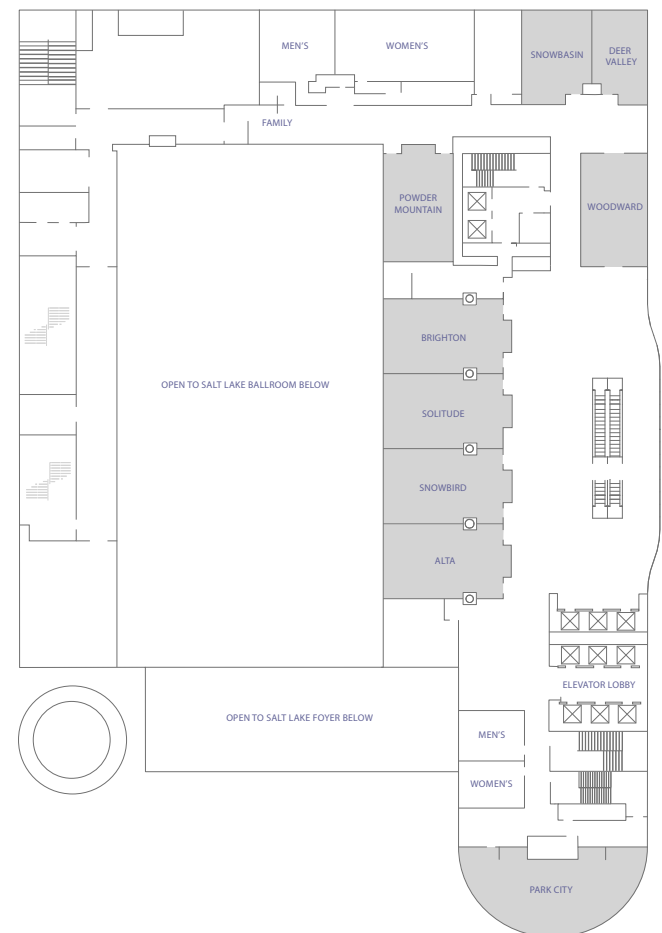 MEN'S
WOMEN'S
SNOWBASIN
DEER
VALLEY
FAMILY
POWDER
MOUNTAIN
WOODWARD
BRIGHTON
OPEN TO SALT LAKE BALLROOM BELOW
SOLITUDE
SNOWBIRD
ALTA
ELEVATOR LOBBY
OPEN TO SALT LAKE FOYER BELOW
MEN'S
WOMEN'S
PARK CITY